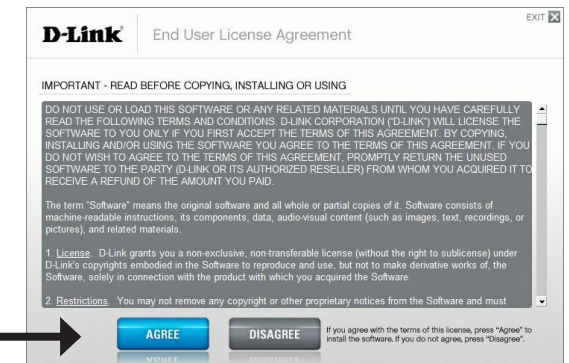 EXIT X
D-Link
End User License Agreement
IMPORTANT - READ BEFORE COPYING, INSTALLING OR USING
DO NOT USE OR LOAD THIS SOFTWARE OR ANY RELATED MATERIALS UNTIL YOU HAVE CAREFULLY
READ THE FOLLOWING TERMS AND CONDITIONS. D-LINK CORPORATION ("D-LINK") WILL LICENSE THE
SOFTWARE TO YOU ONLY IF YOU FIRST ACCEPT THE TERMS OF THIS AGREEMENT. BY COPYING,
INSTALLING AND/OR USING THE SOFTWARE YOU AGREE TO THE TERMS OF THIS AGREEMENT. IF YOU
DO NOT WISH TO AGREE TO THE TERMS OF THIS AGREEMENT, PROMPTLY RETURN THE UNUSED
SOFTWARE TO THE PARTY (D-LINK OR ITS AUTHORIZED RESELLER) FROM WHOM YOU ACQUIRED IT TO
RECEIVE A REFUND OF THE AMOUNT YOU PAID.
The term "Software" means the original software and all whole or partial copies of it. Software consists of
machine-readable instructions, its components, data, audio-visual content (such as images, text, recordings, or
pictures), and related materials.
1. License. D-Link grants you a non-exclusive, non-transferable license (without the right to sublicense) under
D-Link's copyrights embodied in the Software to reproduce and use, but not to make derivative works of, the
Software, solely in connection with the product with which you acquired the Software.
2. Restrictions. You may not remove any copyright or other proprietary notices from the Software and must
AGREE
DISAGREE
If you agree with the terms of this license, press "Agree" to
install the software. If you do not agree, press "Disagree".